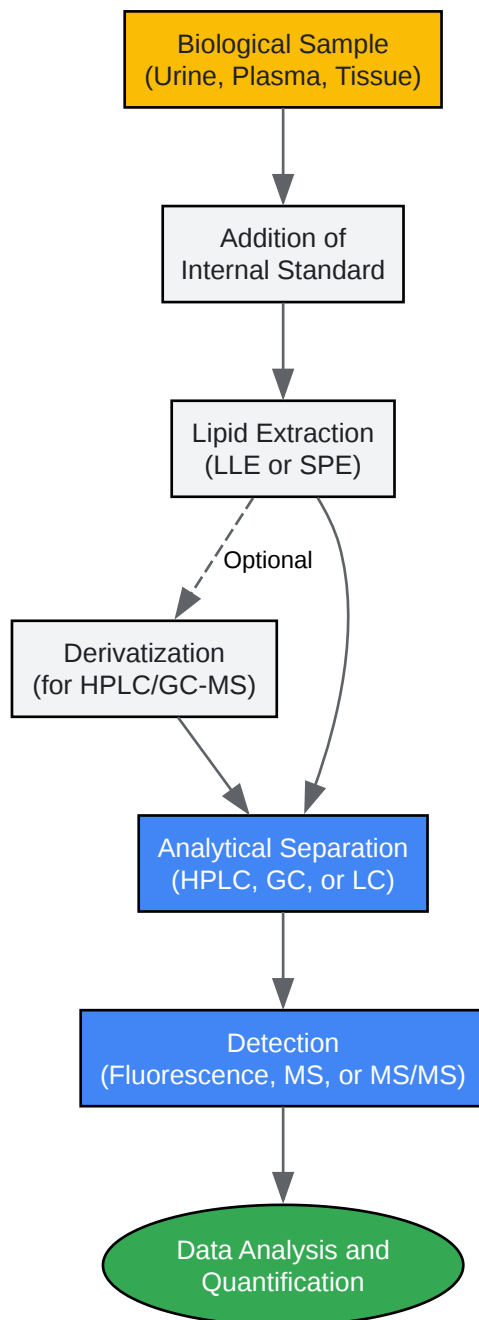 Biological Sample
(Urine, Plasma, Tissue)
Addition of
Internal Standard
Lipid Extraction
(LLE or SPE)
Optional
Derivatization
(for HPLC/GC-MS)
Analytical Separation
(HPLC, GC, or LC)
Detection
(Fluorescence, MS, or MS/MS)
Data Analysis and
Quantification